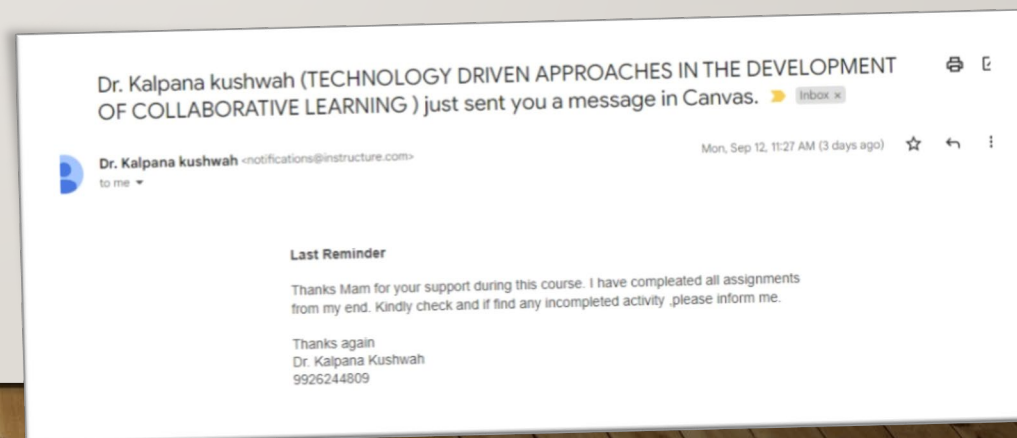 Dr. Kalpana kushwah (TECHNOLOGY DRIVEN APPROACHES IN THE DEVELOPMENT
OF COLLABORATIVE LEARNING ) just sent you a message in Canvas. Inbox ×
Dr. Kalpana kushwah <notifications@instructure.com>
Mon, Sep 12, 11:27 AM (3 days ago)
to me
Last Reminder
Thanks Mam for your support during this course. I have compleated all assignments
from my end. Kindly check and if find any incompleted activity ,please inform me.
Thanks again
Dr. Kalpana Kushwah
9926244809